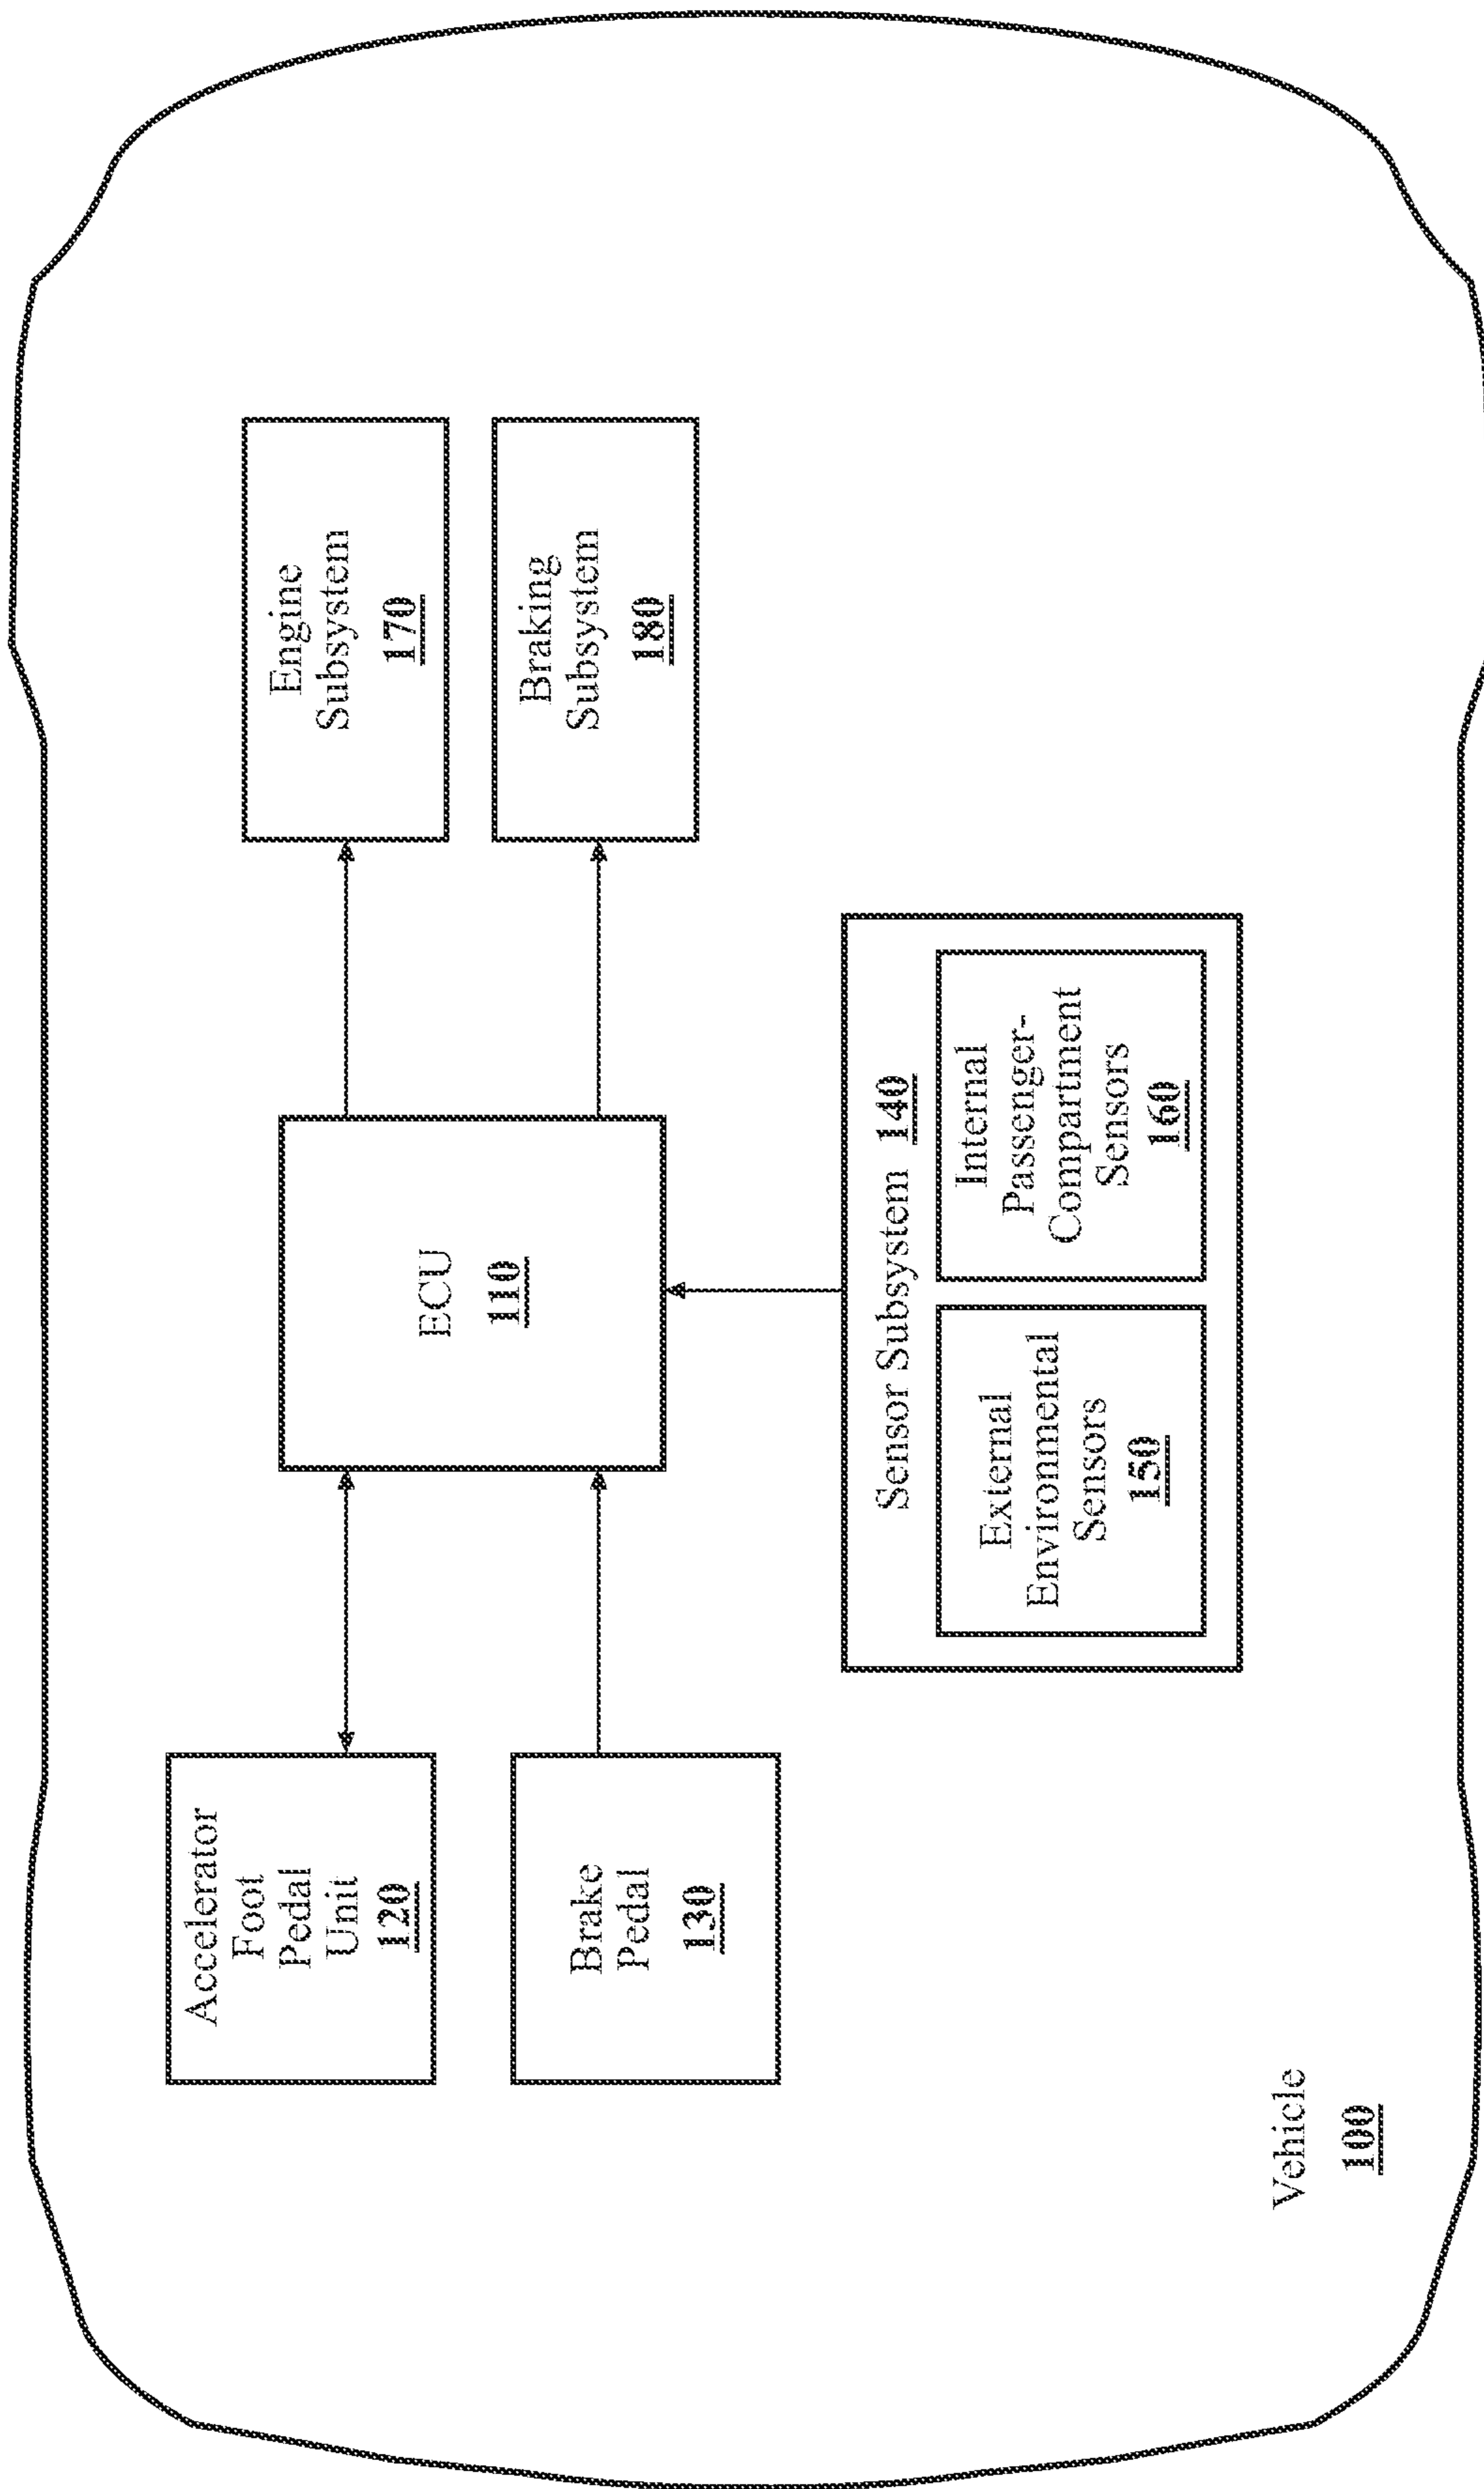 Accelerator
Foot
Pedal
Unit
120
Brake
Pedal
130
ECU
110
Engine
Subsystem
170
Braking
Subsystem
180
Sensor Subsystem 140
External
Environmental
Sensors
150
Internal
Passenger-
Compartment
Sensors
160
Vehicle
100